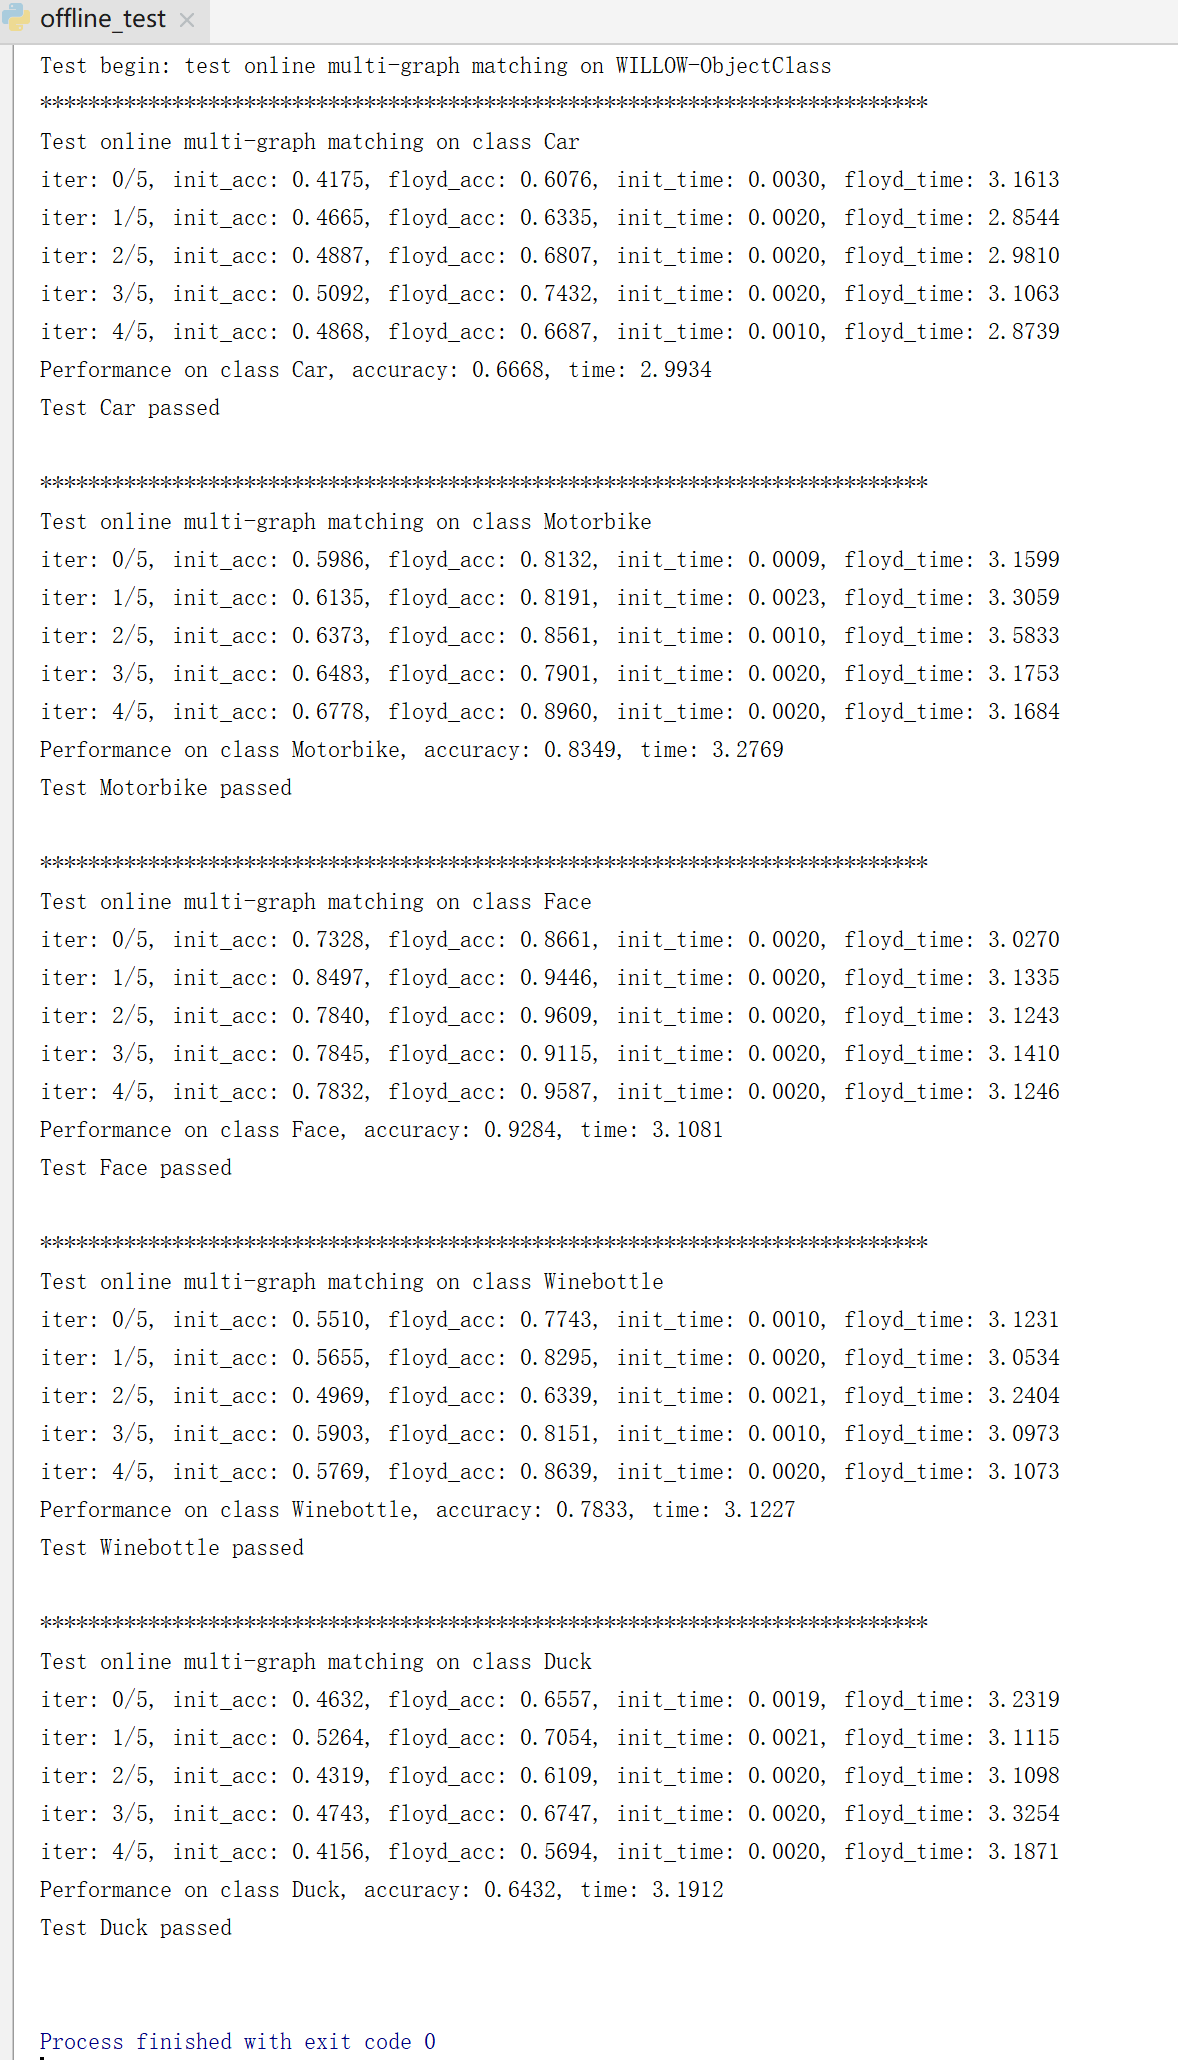 offline_test ×
Test begin: test online multi-graph matching on WILLOW-ObjectClass
**************************************************************************
Test online multi-graph matching on class Car
iter: 0/5, init_acc: 0.4175, floyd_acc: 0.6076, init_time: 0.0030, floyd_time: 3.1613
iter: 1/5, init_acc: 0.4665, floyd_acc: 0.6335, init_time: 0.0020, floyd_time: 2.8544
iter: 2/5, init_acc: 0.4887, floyd_acc: 0.6807, init_time: 0.0020, floyd_time: 2.9810
iter: 3/5, init_acc: 0.5092, floyd_acc: 0.7432, init_time: 0.0020, floyd_time: 3.1063
iter: 4/5, init_acc: 0.4868, floyd_acc: 0.6687, init_time: 0.0010, floyd_time: 2.8739
Performance on class Car, accuracy: 0.6668, time: 2.9934
Test Car passed
**************************************************************************
Test online multi-graph matching on class Motorbike
iter: 0/5, init_acc: 0.5986, floyd_acc: 0.8132, init_time: 0.0009, floyd_time: 3.1599
iter: 1/5, init_acc: 0.6135, floyd_acc: 0.8191, init_time: 0.0023, floyd_time: 3.3059
iter: 2/5, init_acc: 0.6373, floyd_acc: 0.8561, init_time: 0.0010, floyd_time: 3.5833
iter: 3/5, init_acc: 0.6483, floyd_acc: 0.7901, init_time: 0.0020, floyd_time: 3.1753
iter: 4/5, init_acc: 0.6778, floyd_acc: 0.8960, init_time: 0.0020, floyd_time: 3.1684
Performance on class Motorbike, accuracy: 0.8349, time: 3.2769
Test Motorbike passed
**************************************************************************
Test online multi-graph matching on class Face
iter: 0/5, init_acc: 0.7328, floyd_acc: 0.8661, init_time: 0.0020, floyd_time: 3.0270
iter: 1/5, init_acc: 0.8497, floyd_acc: 0.9446, init_time: 0.0020, floyd_time: 3.1335
iter: 2/5, init_acc: 0.7840, floyd_acc: 0.9609, init_time: 0.0020, floyd_time: 3.1243
iter: 3/5, init_acc: 0.7845, floyd_acc: 0.9115, init_time: 0.0020, floyd_time: 3.1410
iter: 4/5, init_acc: 0.7832, floyd_acc: 0.9587, init_time: 0.0020, floyd_time: 3.1246
Performance on class Face, accuracy: 0.9284, time: 3.1081
Test Face passed
**************************************************************************
Test online multi-graph matching on class Winebottle
iter: 0/5, init_acc: 0.5510, floyd_acc: 0.7743, init_time: 0.0010, floyd_time: 3.1231
iter: 1/5, init_acc: 0.5655, floyd_acc: 0.8295, init_time: 0.0020, floyd_time: 3.0534
iter: 2/5, init_acc: 0.4969, floyd_acc: 0.6339, init_time: 0.0021, floyd_time: 3.2404
iter: 3/5, init_acc: 0.5903, floyd_acc: 0.8151, init_time: 0.0010, floyd_time: 3.0973
iter: 4/5, init_acc: 0.5769, floyd_acc: 0.8639, init_time: 0.0020, floyd_time: 3.1073
Performance on class Winebottle, accuracy: 0.7833, time: 3.1227
Test Winebottle passed
**************************************************************************
Test online multi-graph matching on class Duck
iter: 0/5, init_acc: 0.4632, floyd_acc: 0.6557, init_time: 0.0019, floyd_time: 3.2319
iter: 1/5, init_acc: 0.5264, floyd_acc: 0.7054, init_time: 0.0021, floyd_time: 3.1115
iter: 2/5, init_acc: 0.4319, floyd_acc: 0.6109, init_time: 0.0020, floyd_time: 3.1098
iter: 3/5, init_acc: 0.4743, floyd_acc: 0.6747, init_time: 0.0020, floyd_time: 3.3254
iter: 4/5, init_acc: 0.4156, floyd_acc: 0.5694, init_time: 0.0020, floyd_time: 3.1871
Performance on class Duck, accuracy: 0.6432, time: 3.1912
Test Duck passed
Process finished with exit code 0